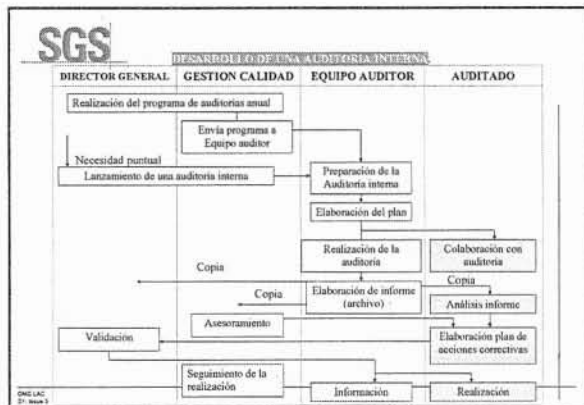 SGS
DESARROLLO DE UNA AUDITORIA INTERNA
DIRECTOR GENERAL GESTION CALIDAD EQUIPO AUDITOR AUDITADO
Realización del programa de auditorías anual
Envía programa a
Equipo auditor
Necesidad puntual
Lanzamiento de una auditoría interna
Preparación de la
Auditoría interna
Elaboración del plan
Realización de la
auditoria
Colaboración con
auditoria
Copia
Elaboración de informe
(archivo)
Copia
Copia
Análisis informe
Asesoramiento
Validación
Elaboración plan de
acciones correctivas
Seguimiento de la
realización
Información
Realización